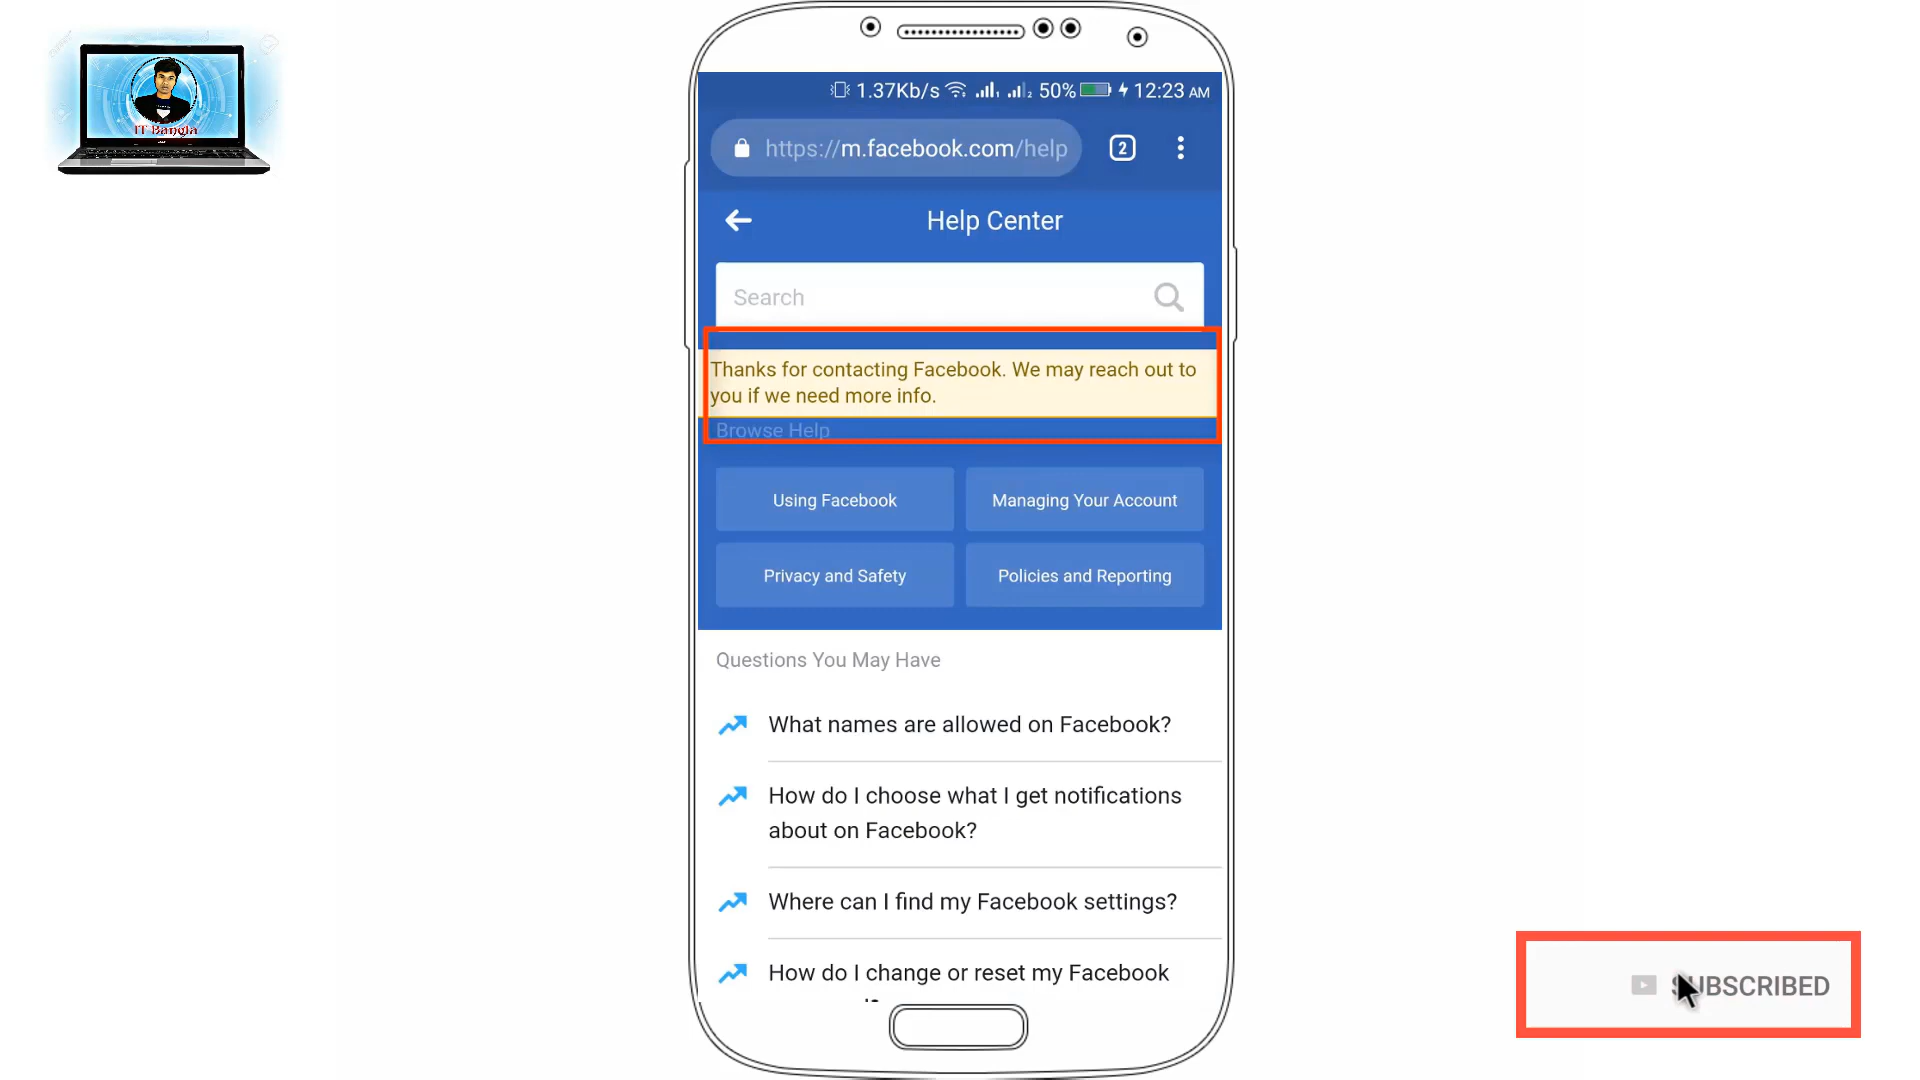 IT Bangla
1.37Kb/s 50% 12:23 AM
https://m.facebook.com/help
2
Help Center
Search
Thanks for contacting Facebook. We may reach out to
you if we need more info.
Browse Help
Using Facebook
Managing Your Account
Privacy and Safety
Policies and Reporting
Questions You May Have
What names are allowed on Facebook?
How do I choose what I get notifications
about on Facebook?
Where can I find my Facebook settings?
How do I change or reset my Facebook
SUBSCRIBED